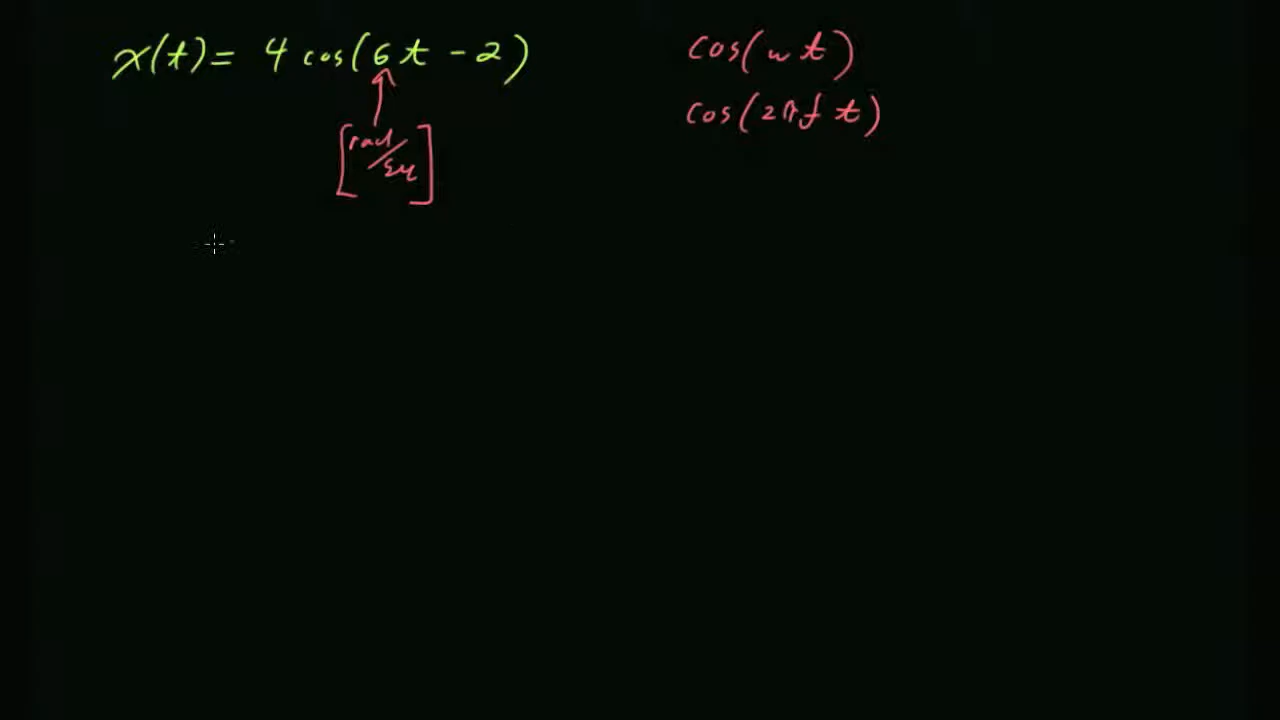 x(t) = 4 cos(6t - 2)
cos(ωt)
cos(2πf t)
[rad/sec]